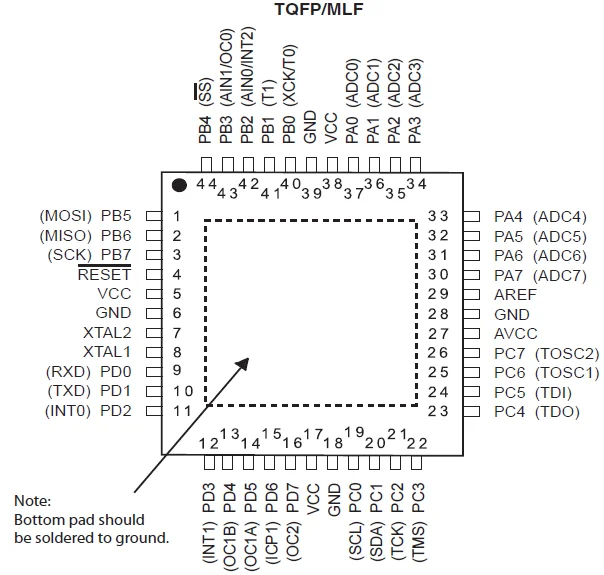 TQFP/MLF
PB4 (SS)
PB3 (AIN1/OC0)
PB2 (AIN0/INT2)
PB1 (T1)
PB0 (XCK/T0)
GND
VCC
PA0 (ADC0)
PA1 (ADC1)
PA2 (ADC2)
PA3 (ADC3)
44 43 42 41 40 39 38 37 36 35 34
(MOSI) PB5 1
(MISO) PB6 2
(SCK) PB7 3
RESET 4
VCC 5
GND 6
XTAL2 7
XTAL1 8
(RXD) PD0 9
(TXD) PD1 10
(INT0) PD2 11
33 PA4 (ADC4)
32 PA5 (ADC5)
31 PA6 (ADC6)
30 PA7 (ADC7)
29 AREF
28 GND
27 AVCC
26 PC7 (TOSC2)
25 PC6 (TOSC1)
24 PC5 (TDI)
23 PC4 (TDO)
12 13 14 15 16 17 18 19 20 21 22
(INT1) PD3
(OC1B) PD4
(OC1A) PD5
(ICP1) PD6
(OC2) PD7
VCC
GND
(SCL) PC0
(SDA) PC1
(TCK) PC2
(TMS) PC3
Note:
Bottom pad should
be soldered to ground.